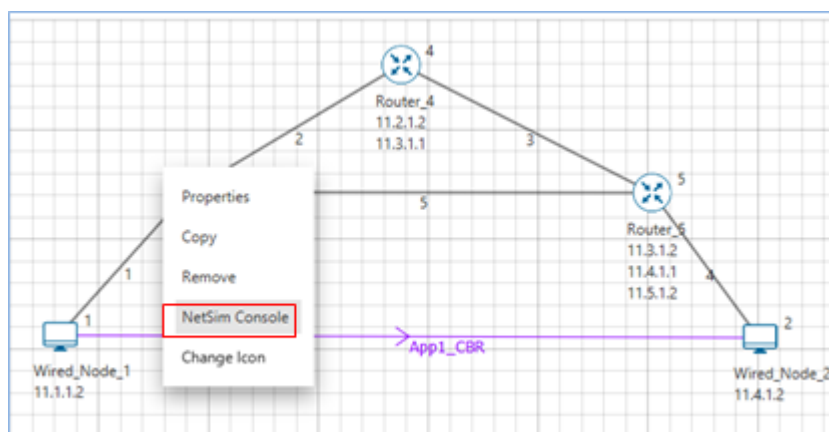 4
Router_4
11.2.1.2
11.3.1.1
2
3
Properties
5
5
Copy
Router_5
11.3.1.2
11.4.1.1
11.5.1.2
Remove
1
4
NetSim Console
1
2
App1_CBR
Change Icon
Wired_Node_1
11.1.1.2
Wired_Node_2
11.4.1.2